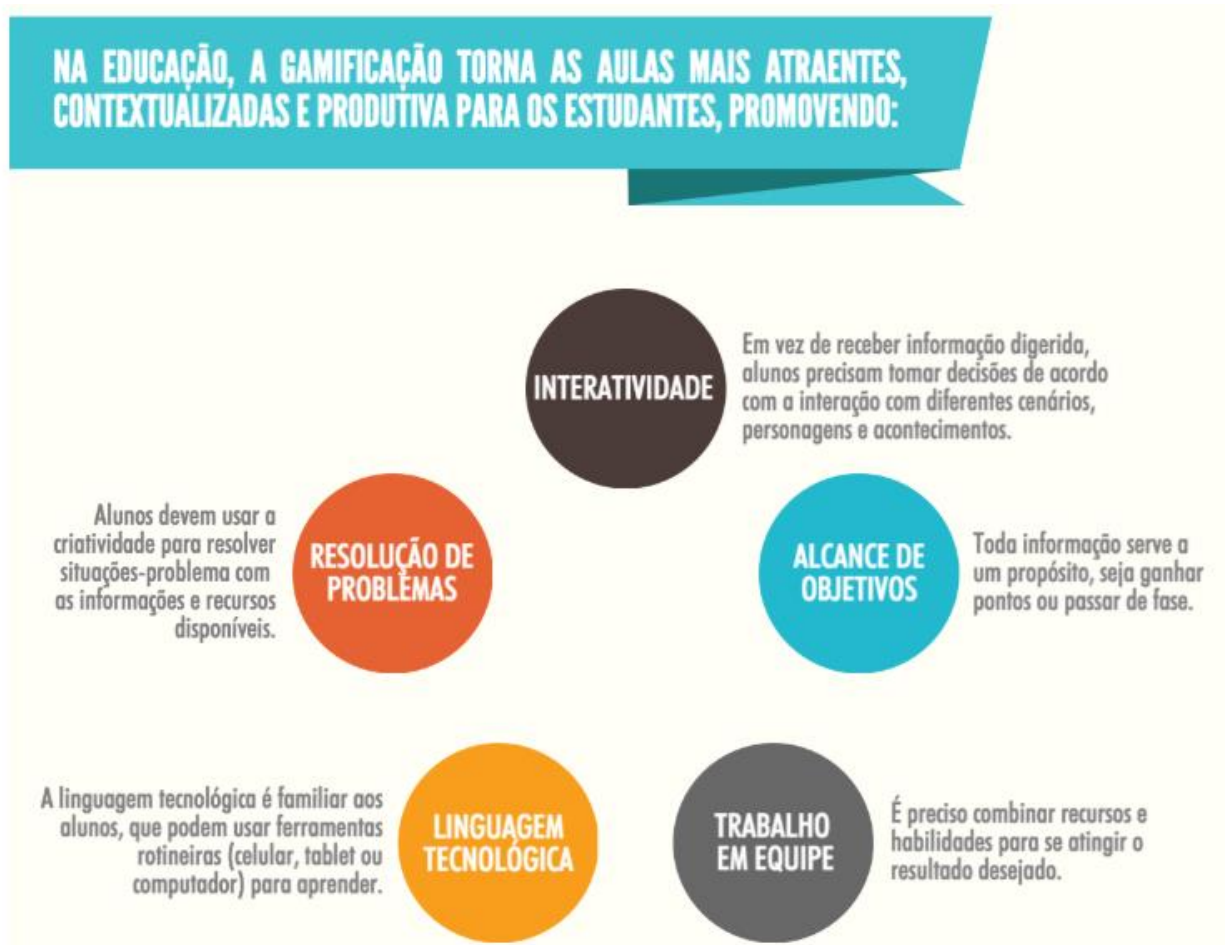 NA EDUCAÇÃO, A GAMIFICAÇÃO TORNA AS AULAS MAIS ATRAENTES,
CONTEXTUALIZADAS E PRODUTIVA PARA OS ESTUDANTES, PROMOVENDO:
INTERATIVIDADE
Em vez de receber informação digerida,
alunos precisam tomar decisões de acordo
com a interação com diferentes cenários,
personagens e acontecimentos.
Alunos devem usar a
criatividade para resolver
situações-problema com
as informações e recursos
disponíveis.
RESOLUÇÃO DE
PROBLEMAS
ALCANCE DE
OBJETIVOS
Toda informação serve a
um propósito, seja ganhar
pontos ou passar de fase.
A linguagem tecnológica é familiar aos
alunos, que podem usar ferramentas
rotineiras (celular, tablet ou
computador) para aprender.
LINGUAGEM
TECNOLÓGICA
TRABALHO
EM EQUIPE
É preciso combinar recursos e
habilidades para se atingir o
resultado desejado.